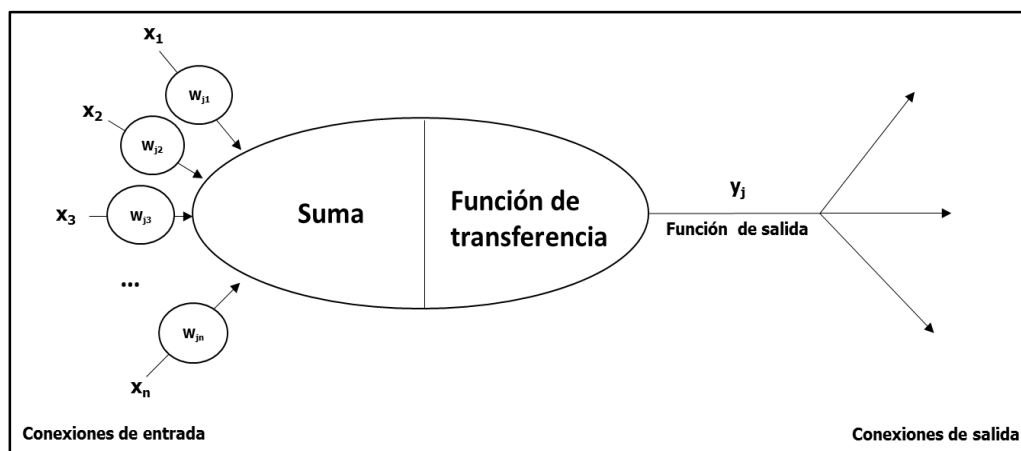 x1
Wj1
x2
Wj2
x3
Wj3
...
Wjn
xn
Suma
Función de
transferencia
yj
Función de salida
Conexiones de entrada
Conexiones de salida